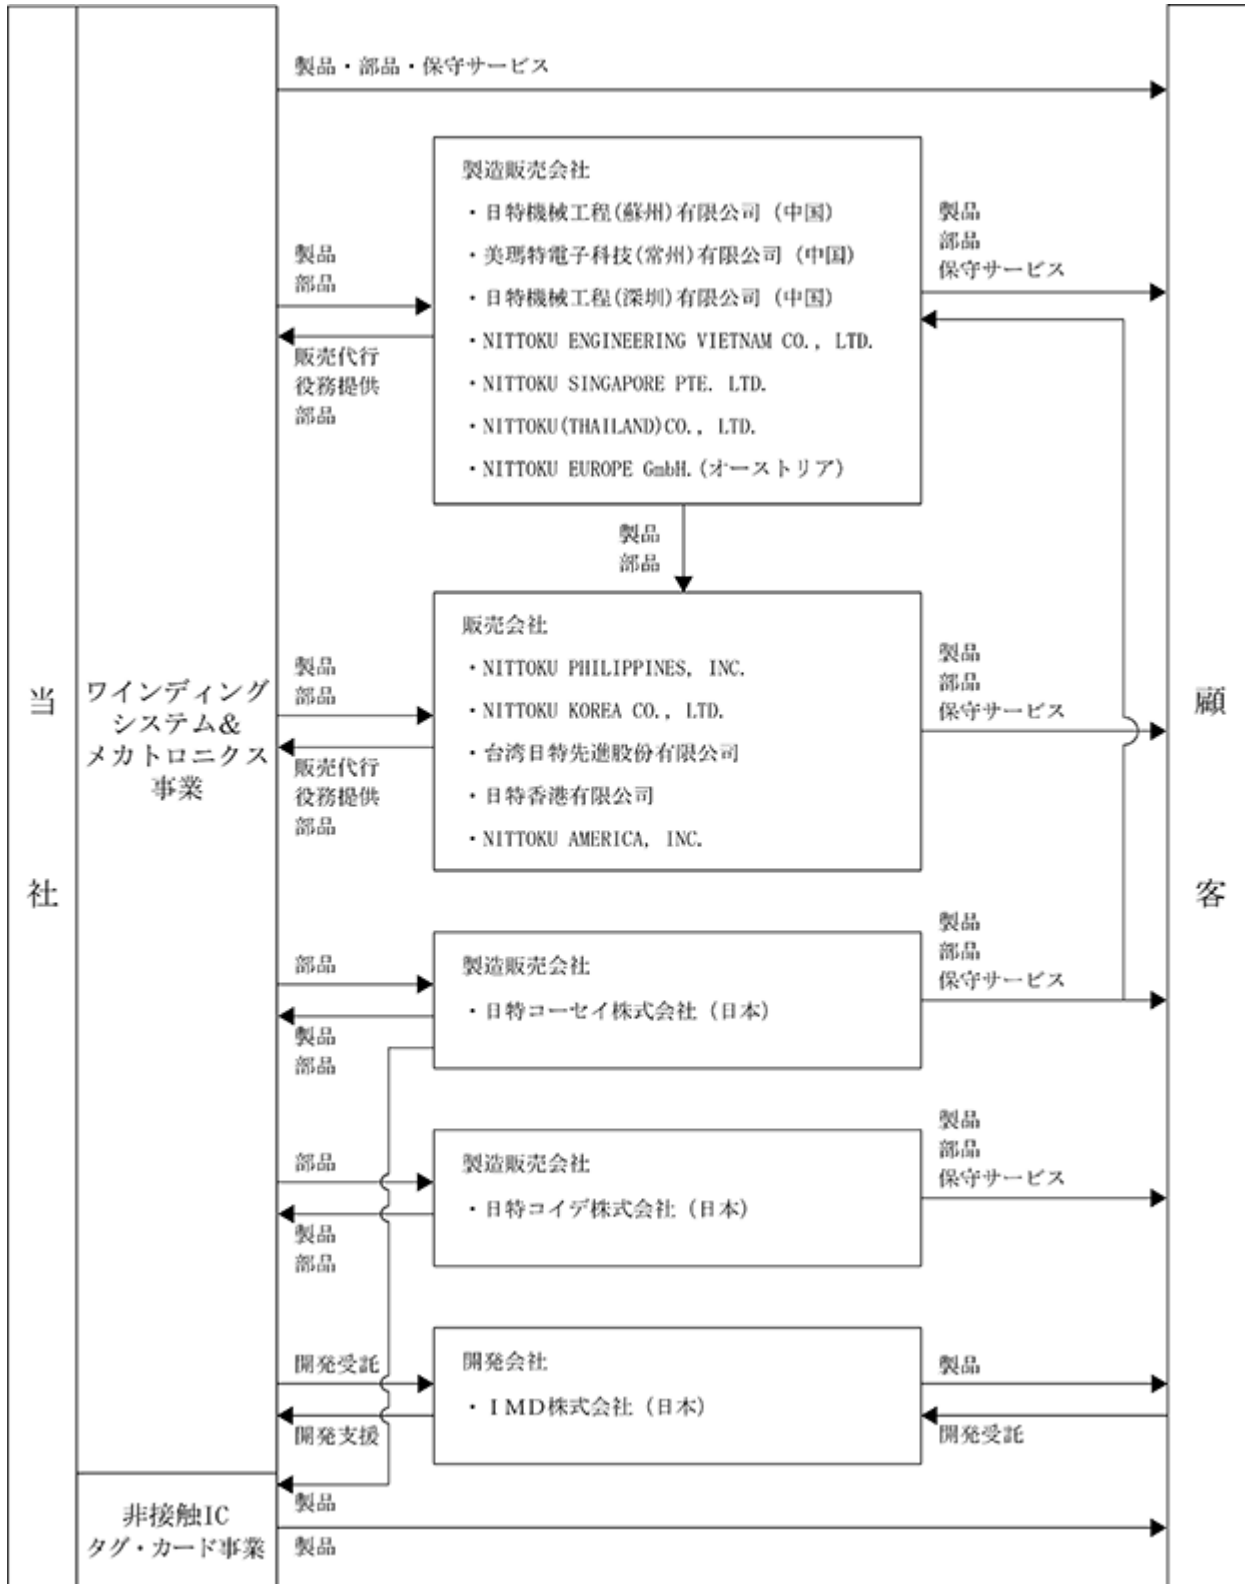 製品・部品・保守サービス
製造販売会社
・日特機械工程(蘇州)有限公司 (中国)
・美瑪特電子科技(常州)有限公司 (中国)
・日特機械工程(深圳)有限公司 (中国)
・NITTOKU ENGINEERING VIETNAM CO., LTD.
・NITTOKU SINGAPORE PTE. LTD.
・NITTOKU(THAILAND)CO., LTD.
・NITTOKU EUROPE GmbH.(オーストリア)
製品
部品
販売代行
役務提供
部品
製品
部品
保守サービス
製品
部品
販売会社
・NITTOKU PHILIPPINES, INC.
・NITTOKU KOREA CO., LTD.
・台湾日特先進股份有限公司
・日特香港有限公司
・NITTOKU AMERICA, INC.
製品
部品
販売代行
役務提供
部品
製品
部品
保守サービス
当
社
ワインディング
システム&
メカトロニクス
事業
顧
客
部品
製品
部品
製造販売会社
・日特コーセイ株式会社 (日本)
製品
部品
保守サービス
部品
製品
部品
製造販売会社
・日特コイデ株式会社 (日本)
製品
部品
保守サービス
開発受託
開発支援
開発会社
・IMD株式会社 (日本)
製品
開発受託
非接触IC
タグ・カード事業
製品
製品